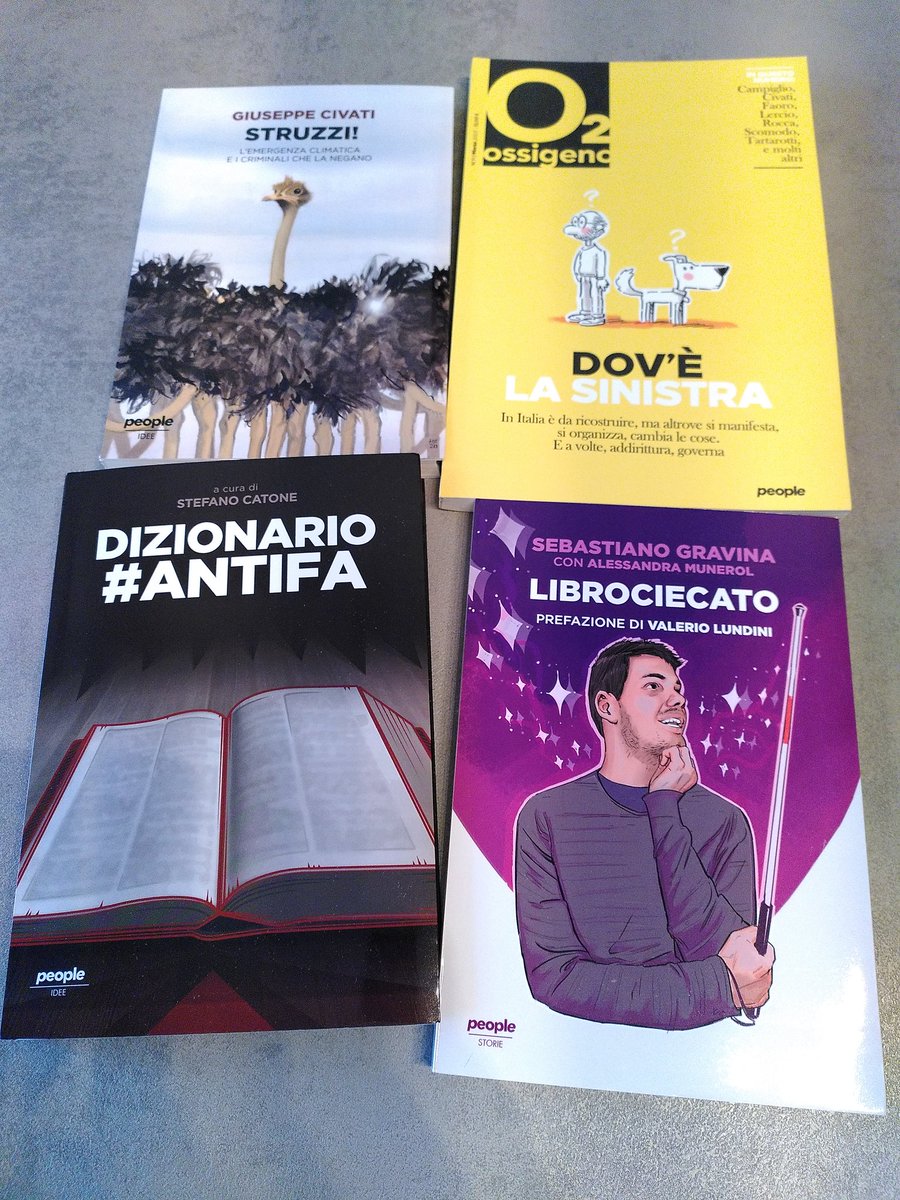 GIUSEPPE CIVATI
STRUZZI!
L'EMERGENZA CLIMATICA
E I CRIMINALI CHE LA NEGANO
people
IDEE
O2
ossigeno
Campiglio,
Civati,
Faoro,
Lercio,
Rocca,
Scomodo,
Tartarotti,
e molti
altri
?
?
DOV'È
LA SINISTRA
In Italia è da ricostruire, ma altrove si manifesta,
si organizza, cambia le cose.
E a volte, addirittura, governa
people
a cura di
STEFANO CATONE
DIZIONARIO
#ANTIFA
people
IDEE
SEBASTIANO GRAVINA
CON ALESSANDRA MUNEROL
LIBROCIECATO
PREFAZIONE DI VALERIO LUNDINI
people
STORIE